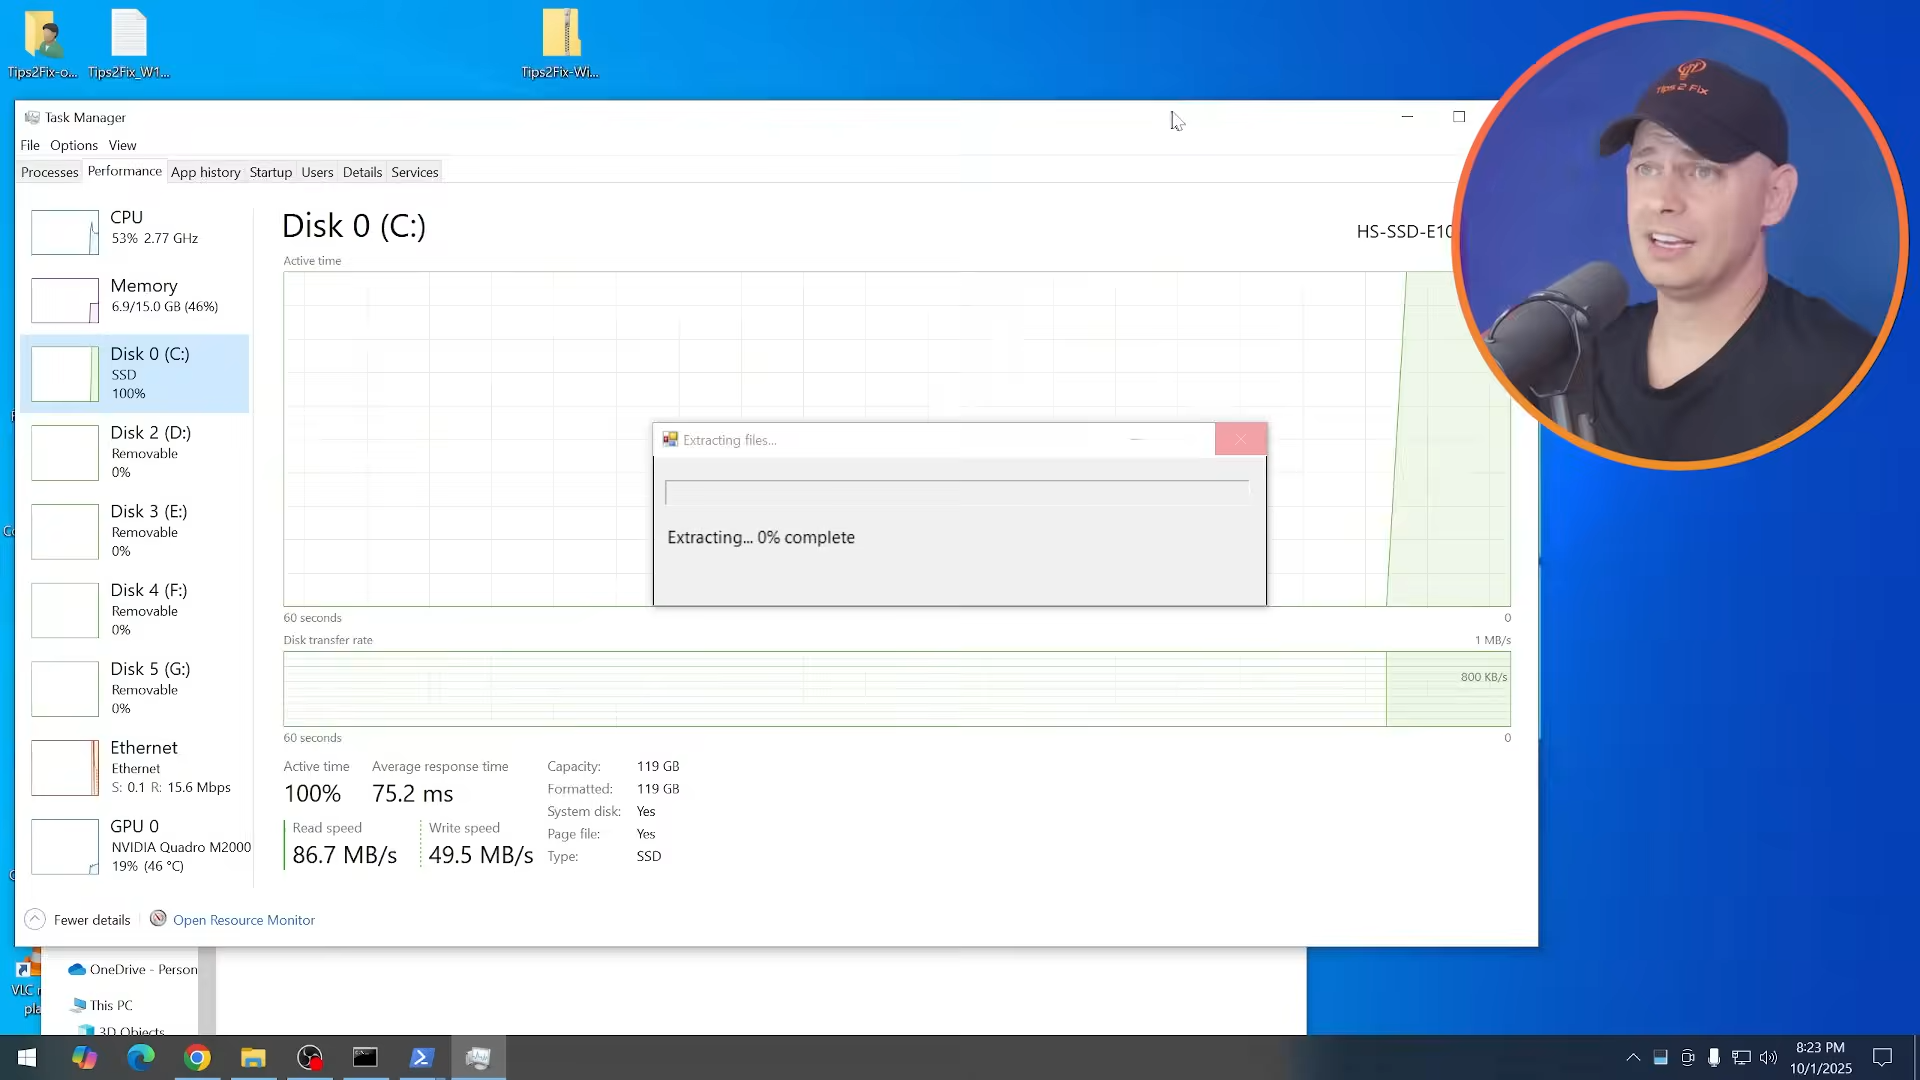 Tips2Fix-o...
Tips2Fix_W1...
Tips2Fix-Wi...
Tips 2 Fix
Task Manager
File Options View
Processes Performance App history Startup Users Details Services
CPU
53% 2.77 GHz
Memory
6.9/15.0 GB (46%)
Disk 0 (C:)
SSD
100%
Disk 2 (D:)
Removable
0%
Disk 3 (E:)
Removable
0%
Disk 4 (F:)
Removable
0%
Disk 5 (G:)
Removable
0%
Ethernet
Ethernet
S: 0.1 R: 15.6 Mbps
GPU 0
NVIDIA Quadro M2000
19% (46 °C)
Disk 0 (C:)
HS-SSD-E10
Active time
Extracting files...
Extracting... 0% complete
60 seconds 0
Disk transfer rate 1 MB/s
800 KB/s
60 seconds 0
Active time Average response time
100% 75.2 ms
Read speed Write speed
86.7 MB/s 49.5 MB/s
Capacity: 119 GB
Formatted: 119 GB
System disk: Yes
Page file: Yes
Type: SSD
Fewer details Open Resource Monitor
OneDrive - Person
This PC
3D Objects
VLC
pla
8:23 PM
10/1/2025